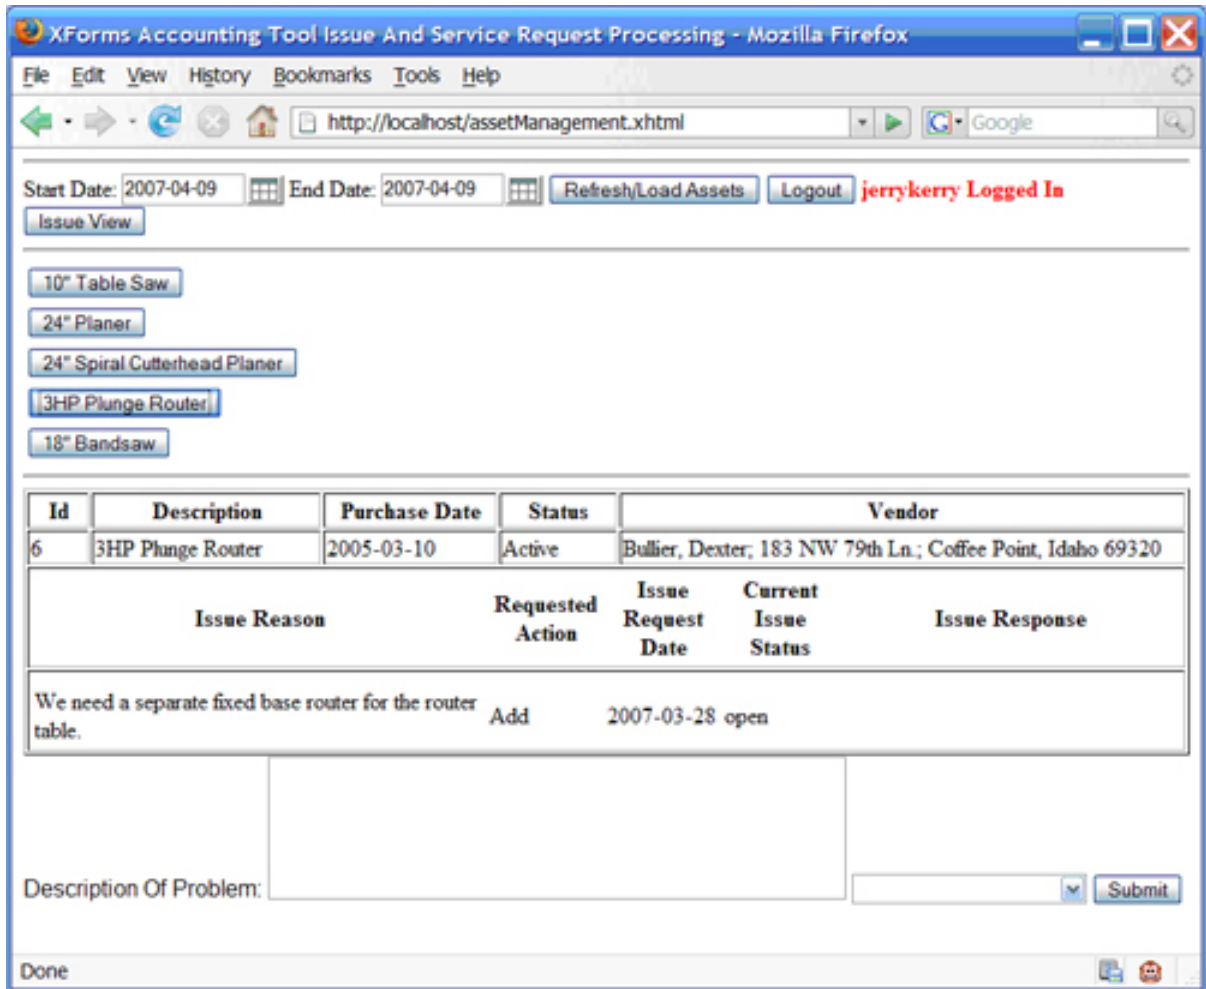 XForms Accounting Tool Issue And Service Request Processing - Mozilla Firefox
File Edit View History Bookmarks Tools Help
http://localhost/assetManagement.xhtml G Google
Start Date: 2007-04-09 End Date: 2007-04-09 Refresh/Load Assets Logout jerrykerry Logged In
Issue View
10" Table Saw
24" Planer
24" Spiral Cutterhead Planer
3HP Plunge Router
18" Bandsaw
Id Description Purchase Date Status Vendor
6 3HP Plunge Router 2005-03-10 Active Bullier, Dexter; 183 NW 79th Ln.; Coffee Point, Idaho 69320
Issue Reason Requested Action Issue Request Date Current Issue Status Issue Response
We need a separate fixed base router for the router
table. Add 2007-03-28 open
Description Of Problem: Submit
Done